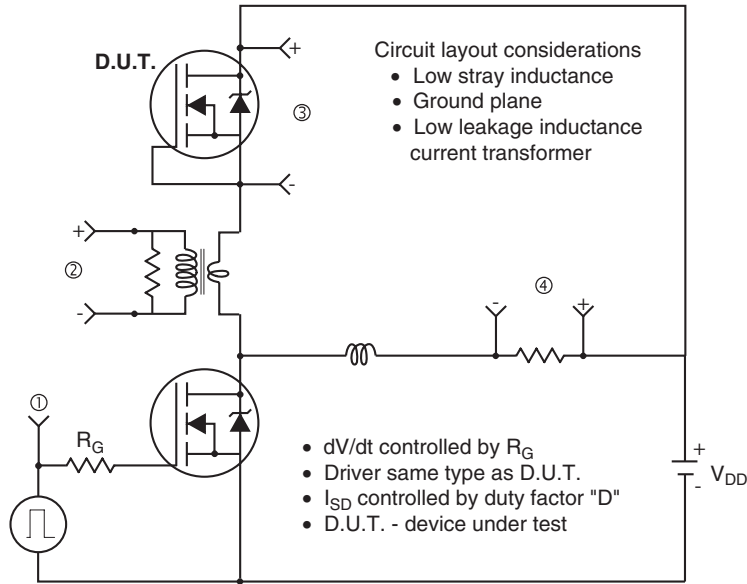 D.U.T.
+
③
-
Circuit layout considerations
• Low stray inductance
• Ground plane
• Low leakage inductance
current transformer
+
②
-
④
-
+
①
R_G
• dV/dt controlled by R_G
• Driver same type as D.U.T.
• I_SD controlled by duty factor "D"
• D.U.T. - device under test
+
V_DD
-